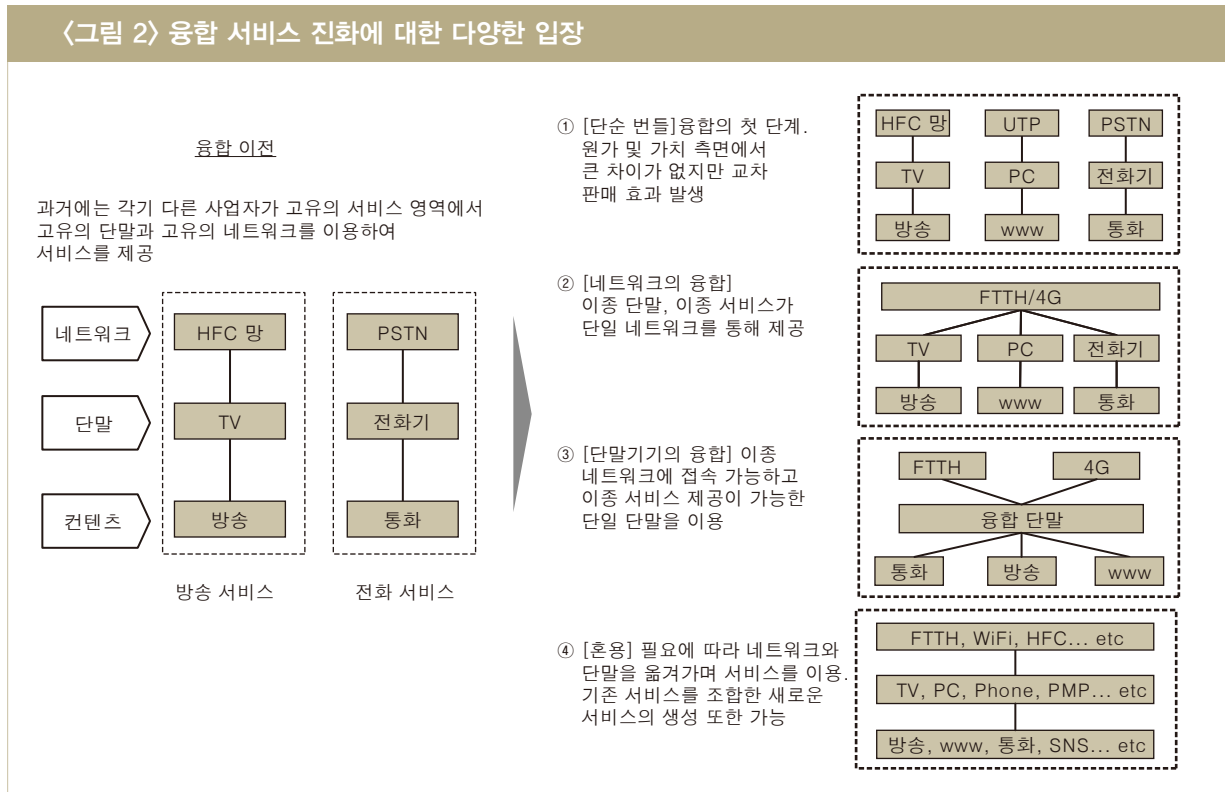 〈그림 2〉 융합 서비스 진화에 대한 다양한 입장
융합 이전
과거에는 각기 다른 사업자가 고유의 서비스 영역에서
고유의 단말과 고유의 네트워크를 이용하여
서비스를 제공
네트워크
단말
컨텐츠
HFC 망
TV
방송
방송 서비스
PSTN
전화기
통화
전화 서비스
① [단순 번들]융합의 첫 단계.
원가 및 가치 측면에서
큰 차이가 없지만 교차
판매 효과 발생
HFC 망 UTP PSTN
TV PC 전화기
방송 www 통화
② [네트워크의 융합]
이종 단말, 이종 서비스가
단일 네트워크를 통해 제공
FTTH/4G
TV PC 전화기
방송 www 통화
③ [단말기기의 융합] 이종
네트워크에 접속 가능하고
이종 서비스 제공이 가능한
단일 단말을 이용
FTTH 4G
융합 단말
통화 방송 www
④ [혼용] 필요에 따라 네트워크와
단말을 옮겨가며 서비스를 이용.
기존 서비스를 조합한 새로운
서비스의 생성 또한 가능
FTTH, WiFi, HFC... etc
TV, PC, Phone, PMP... etc
방송, www, 통화, SNS... etc